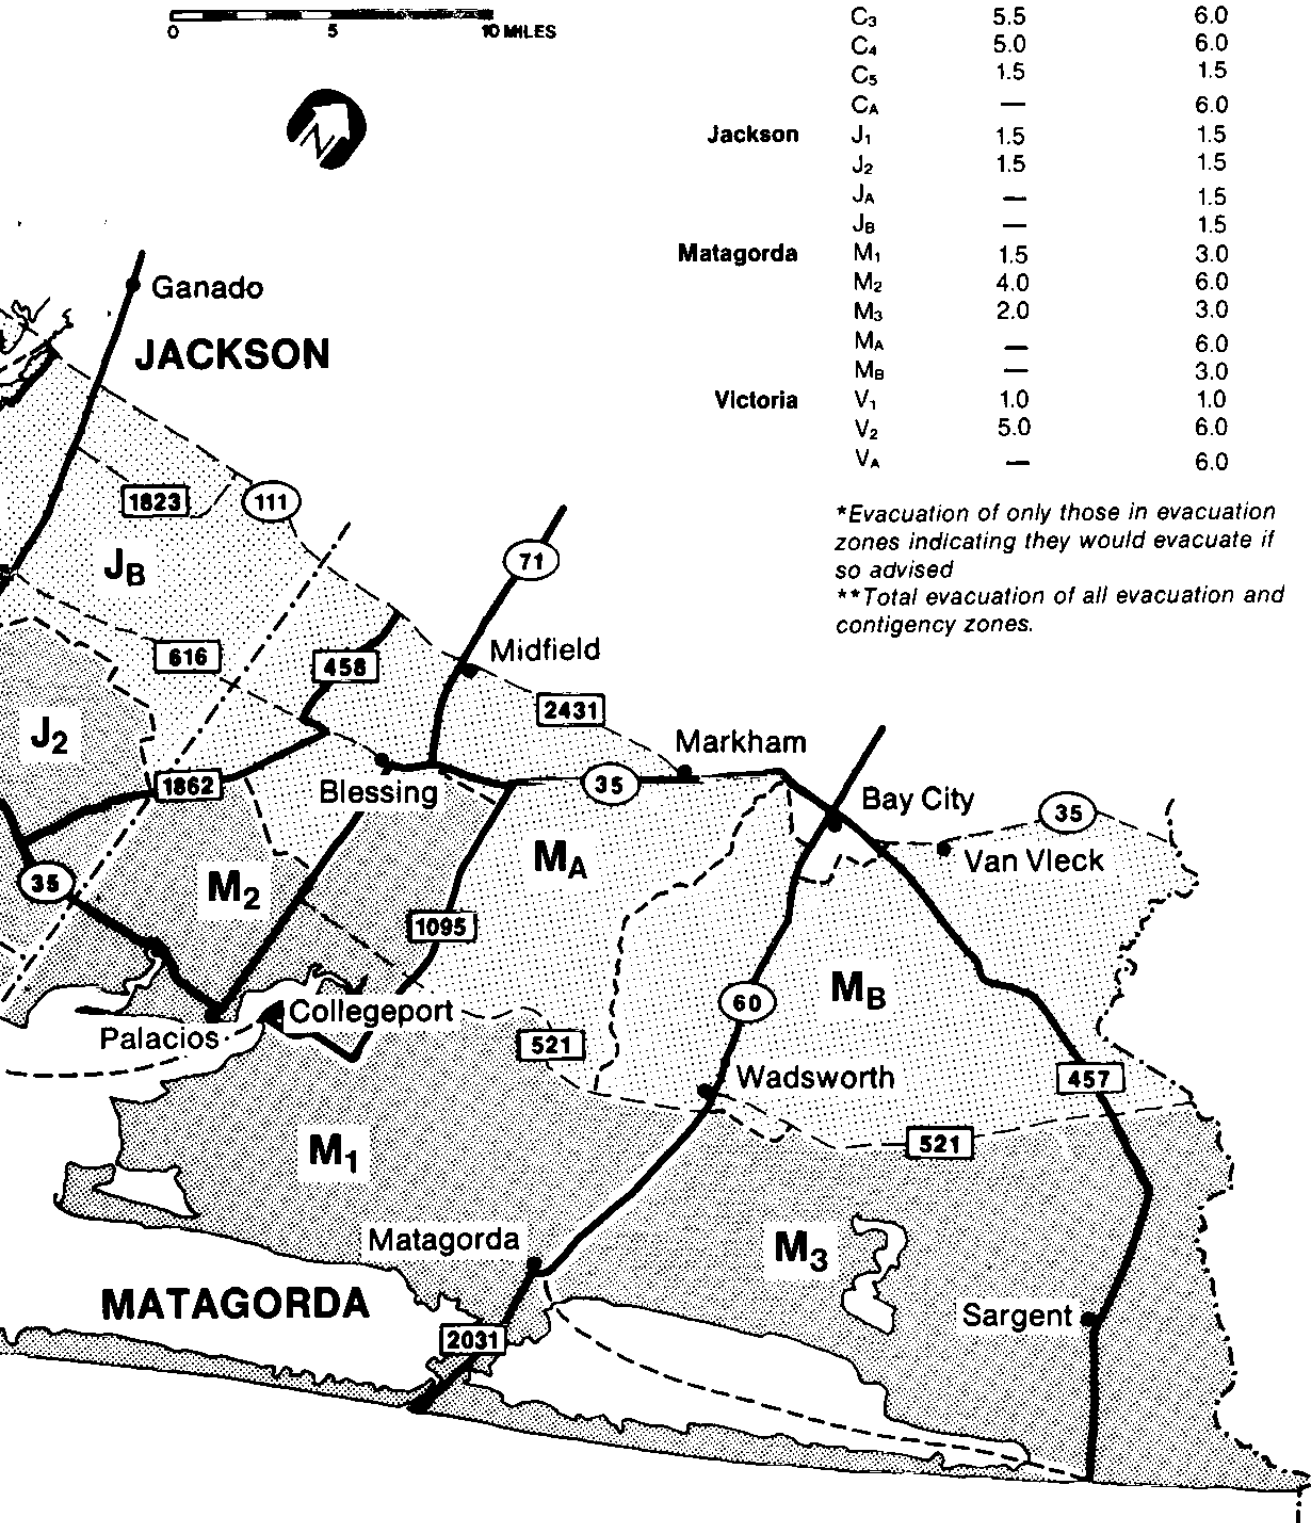 0 5 10 MILES
N
C3 5.5 6.0
C4 5.0 6.0
C5 1.5 1.5
CA — 6.0
Jackson J1 1.5 1.5
J2 1.5 1.5
JA — 1.5
JB — 1.5
Matagorda M1 1.5 3.0
M2 4.0 6.0
M3 2.0 3.0
MA — 6.0
MB — 3.0
Victoria V1 1.0 1.0
V2 5.0 6.0
VA — 6.0
*Evacuation of only those in evacuation
zones indicating they would evacuate if
so advised
**Total evacuation of all evacuation and
contigency zones.
Ganado
JACKSON
1823
111
JB
71
616
458
Midfield
2431
J2
Markham
1862
35
Blessing
Bay City
35
MA
Van Vleck
35
M2
1095
MB
60
Collegeport
Palacios
521
Wadsworth
457
M1
521
Matagorda
M3
MATAGORDA
Sargent
2031